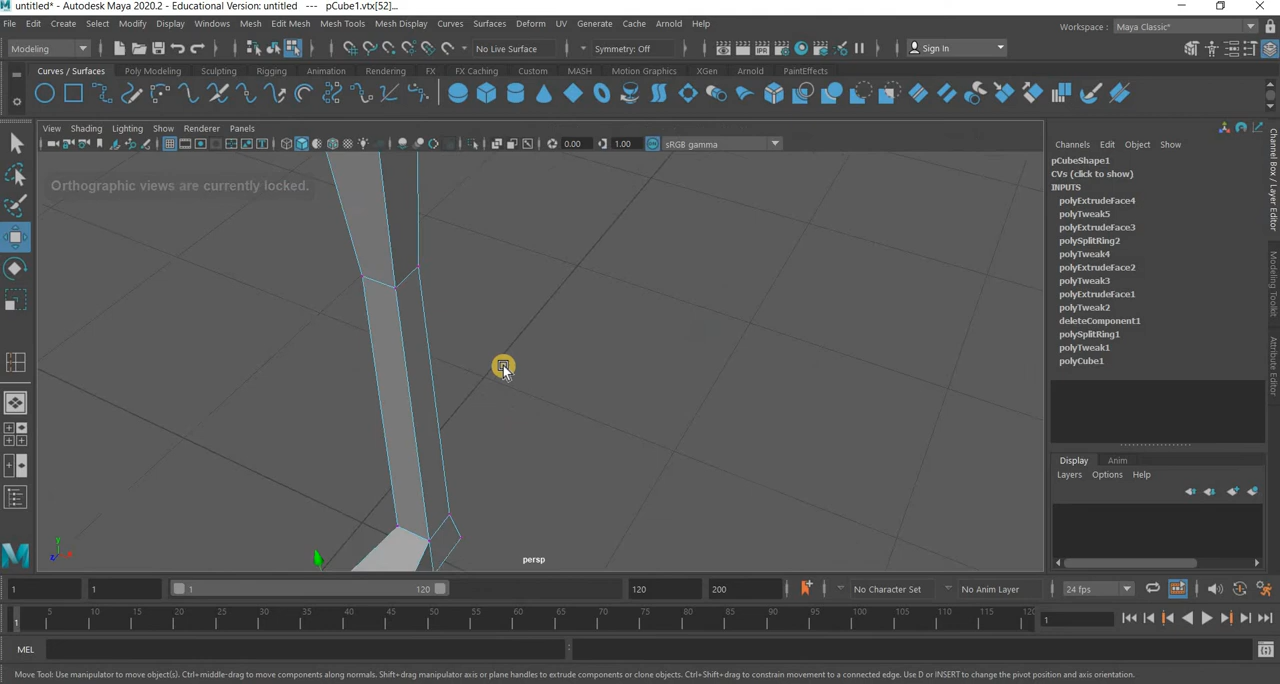 untitled* - Autodesk Maya 2020.2 - Educational Version: untitled   ---   pCube1.vtx[52]...
File Edit Create Select Modify Display Windows Mesh Edit Mesh Mesh Tools Mesh Display Curves Surfaces Deform UV Generate Cache Arnold Help
Workspace : Maya Classic*
Modeling No Live Surface Symmetry: Off Sign In
Curves / Surfaces Poly Modeling Sculpting Rigging Animation Rendering FX FX Caching Custom MASH Motion Graphics XGen Arnold PaintEffects
View Shading Lighting Show Renderer Panels
0.00 1.00 sRGB gamma
Orthographic views are currently locked.
persp
Channels Edit Object Show
pCubeShape1
CVs (click to show)
INPUTS
polyExtrudeFace4
polyTweak5
polyExtrudeFace3
polySplitRing2
polyTweak4
polyExtrudeFace2
polyTweak3
polyExtrudeFace1
polyTweak2
deleteComponent1
polySplitRing1
polyTweak1
polyCube1
Display Anim
Layers Options Help
Channel Box / Layer Editor
Modeling Toolkit
Attribute Editor
1 1 1 120 120 200 No Character Set No Anim Layer 24 fps
5 10 15 20 25 30 35 40 45 50 55 60 65 70 75 80 85 90 95 100 105 110 115 120
1 1
MEL
Move Tool: Use manipulator to move object(s). Ctrl+middle-drag to move components along normals. Shift+drag manipulator axis or plane handles to extrude components or clone objects. Ctrl+Shift+drag to constrain movement to a connected edge. Use D or INSERT to change the pivot position and axis orientation.